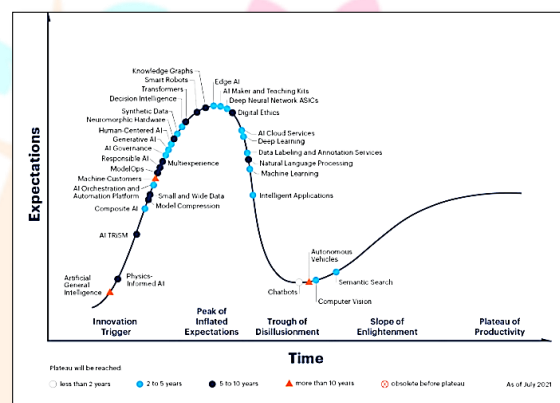 Expectations
Knowledge Graphs
Smart Robots
Transformers
Decision Intelligence
Synthetic Data
Neuromorphic Hardware
Human-Centered AI
Generative AI
AI Governance
Responsible AI
ModelOps
Machine Customers
AI Orchestration and
Automation Platform
Composite AI
AI TRiSM
Artificial
General
Intelligence
Physics-
Informed AI
Small and Wide Data
Model Compression
Multiexperience
Edge AI
AI Maker and Teaching Kits
Deep Neural Network ASICs
Digital Ethics
AI Cloud Services
Deep Learning
Data Labeling and Annotation Services
Natural Language Processing
Machine Learning
Intelligent Applications
Autonomous
Vehicles
Chatbots
Semantic Search
Computer Vision
Innovation
Trigger
Peak of
Inflated
Expectations
Trough of
Disillusionment
Slope of
Enlightenment
Plateau of
Productivity
Time
Plateau will be reached:
less than 2 years
2 to 5 years
5 to 10 years
more than 10 years
obsolete before plateau
As of July 2021